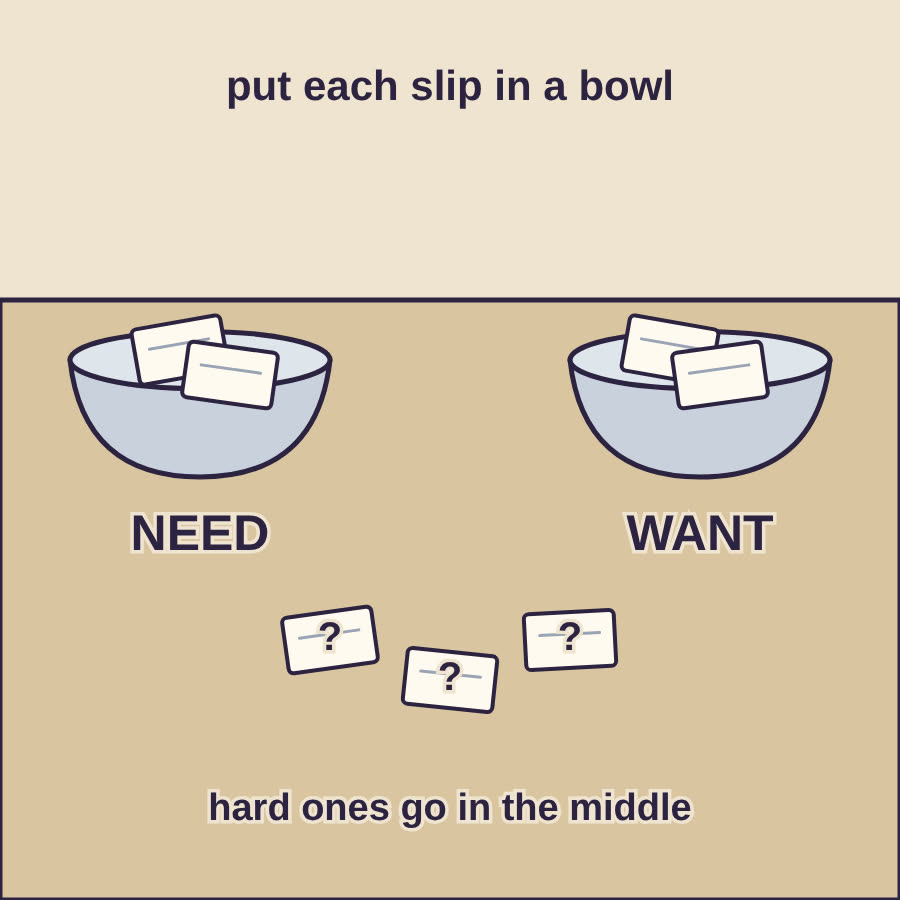 put each slip in a bowl
NEED
WANT
?
?
?
hard ones go in the middle